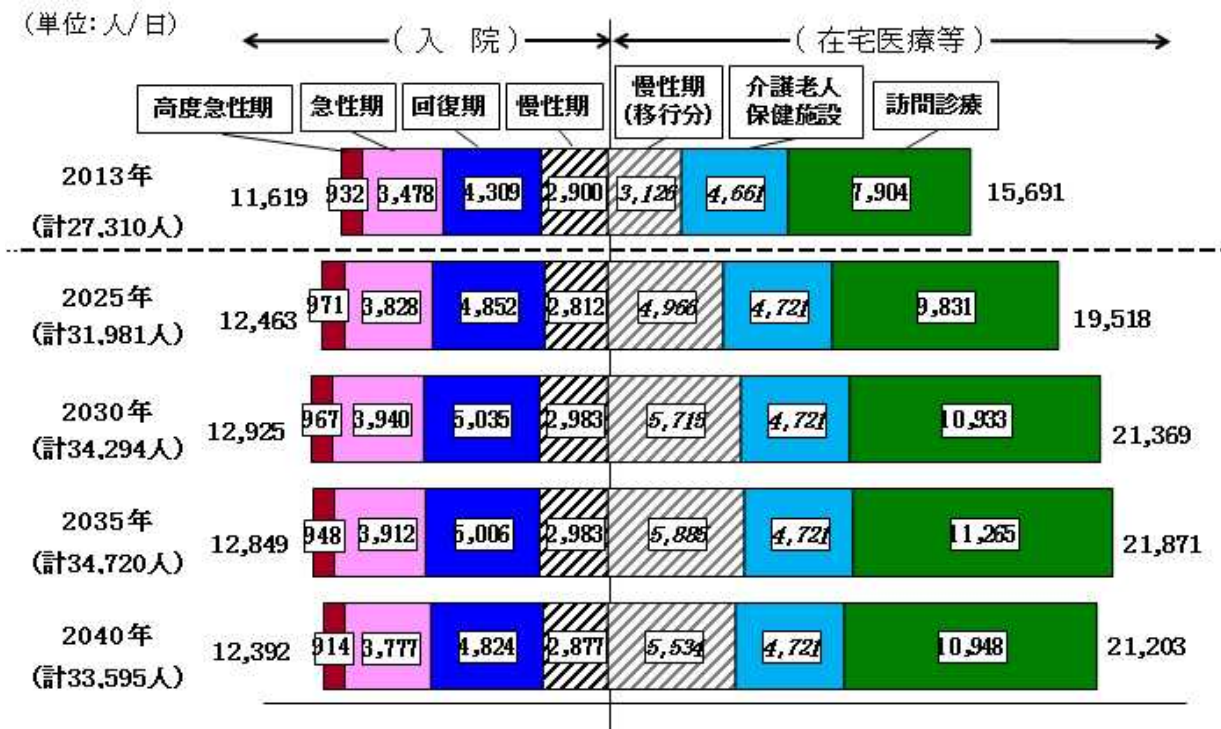 (単位:人/日)
(入 院)
(在宅医療等)
高度急性期
急性期
回復期
慢性期
慢性期
(移行分)
介護老人
保健施設
訪問診療
2013年
(計27,310人)
11,619
932
3,478
4,309
2,900
3,126
4,661
7,904
15,691
2025年
(計31,981人)
12,463
971
3,828
4,852
2,812
4,966
4,721
9,831
19,518
2030年
(計34,294人)
12,925
967
3,940
5,035
2,983
5,715
4,721
10,933
21,369
2035年
(計34,720人)
12,849
948
3,912
5,006
2,983
5,885
4,721
11,265
21,871
2040年
(計33,595人)
12,392
914
3,777
4,824
2,877
5,534
4,721
10,948
21,203